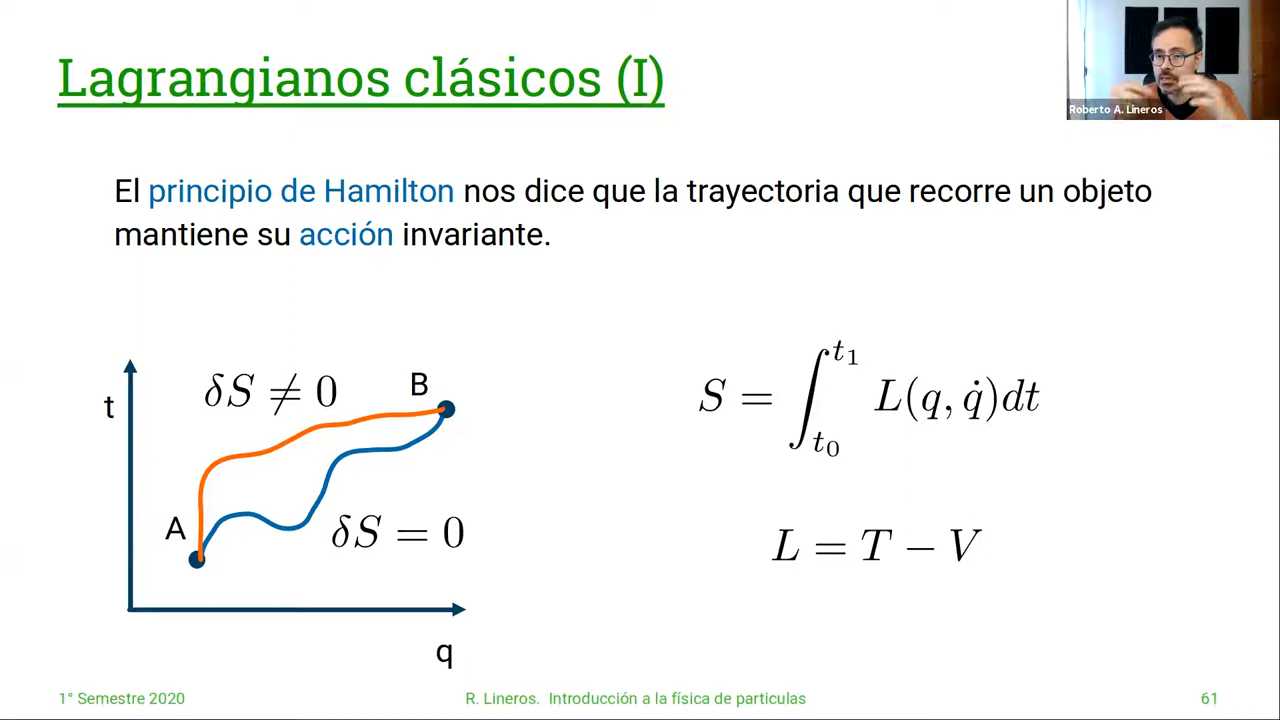 Lagrangianos clásicos (I)
Roberto A. Lineros
El principio de Hamilton nos dice que la trayectoria que recorre un objeto
mantiene su acción invariante.
t
δS ≠ 0
B
A
δS = 0
q
S = ∫_{t_0}^{t_1} L(q, q̇)dt
L = T − V
1° Semestre 2020
R. Lineros. Introducción a la física de particulas
61